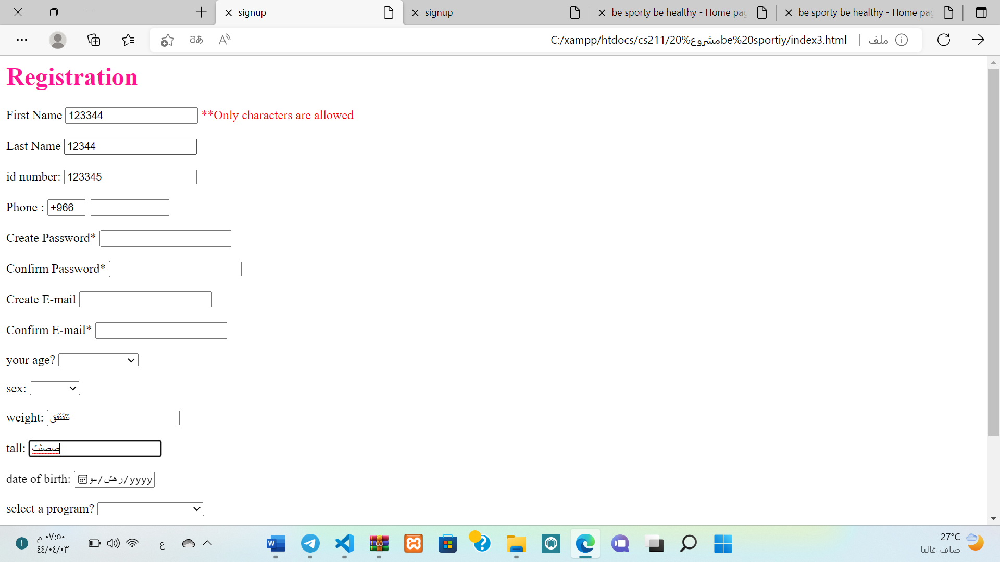 signup
signup
be sporty be healthy - Home pag
be sporty be healthy - Home pag
C:/xampp/htdocs/cs211/20%مشروعbe%20sportiy/index3.html
ملف
Registration
First Name 123344 **Only characters are allowed
Last Name 12344
id number: 123345
Phone : +966
Create Password*
Confirm Password*
Create E-mail
Confirm E-mail*
your age?
sex:
weight: ثثققققق
tall: صصثث
date of birth: مو/رهش/yyyy
select a program?
١
٠٧:٥٠ م
٤٤/٠٤/٠٣
ع
27°C
صافٍ غالبًا